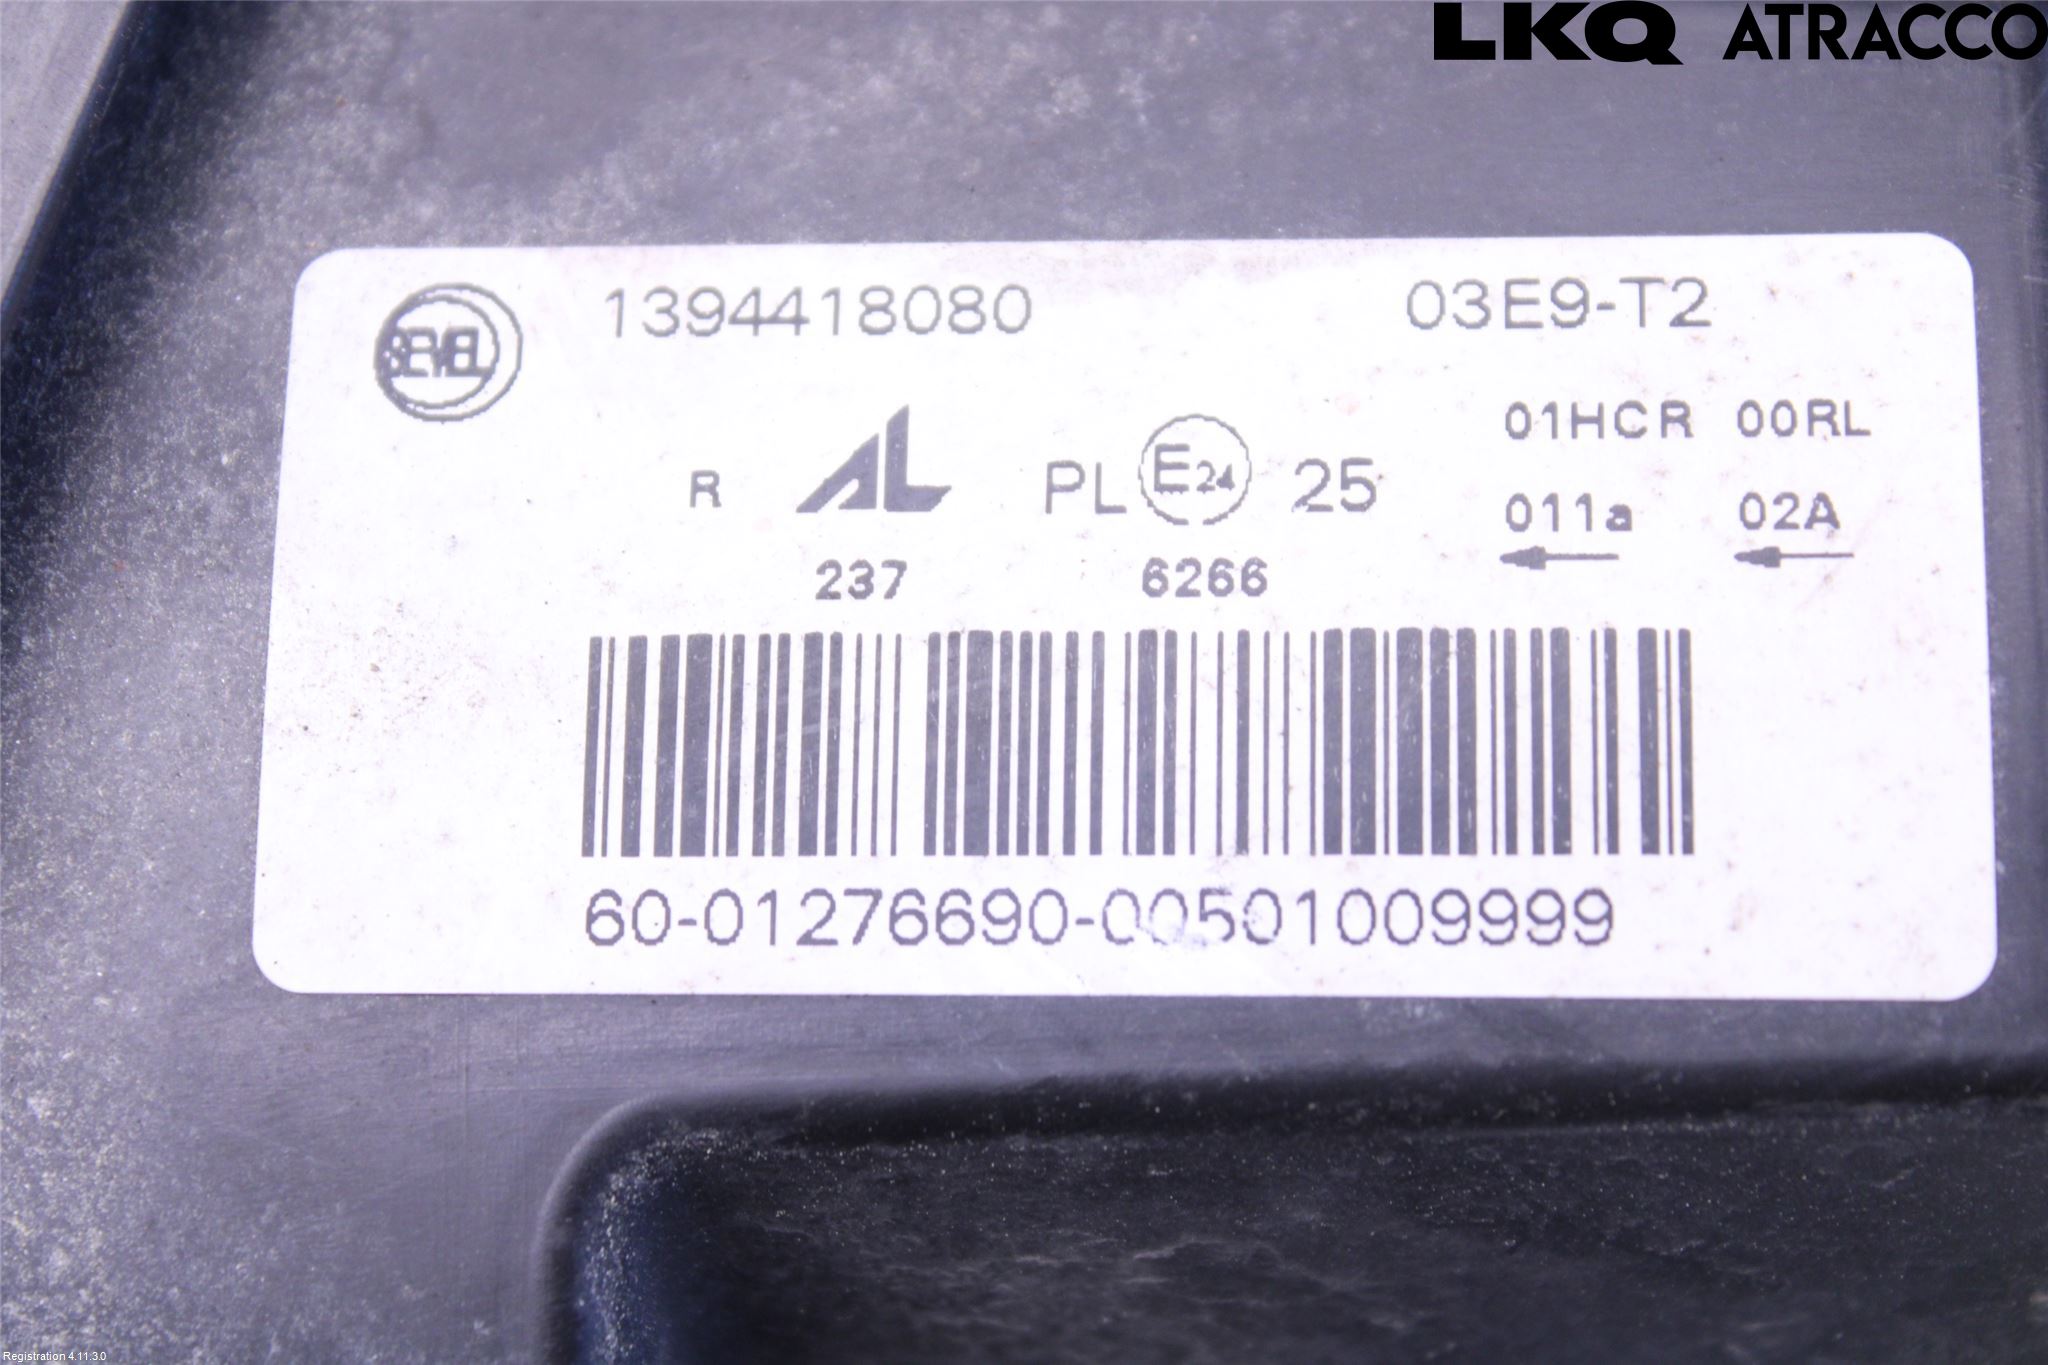 LKQ ATRACCO
SEVEL 1394418080 03E9-T2
01HCR 00RL
R AL PL E24 25
011a 02A
237 6266
60-01276690-00501009999
Registration 4.11.3.0